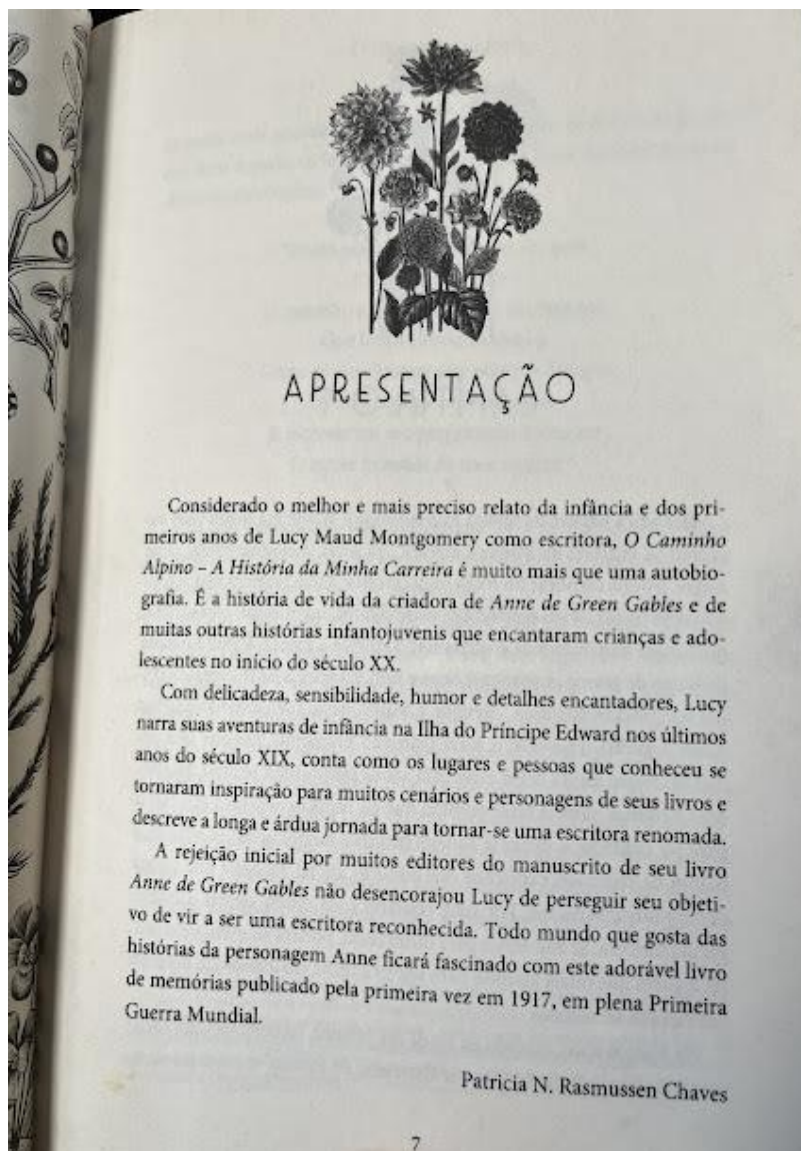 APRESENTAÇÃO
Considerado o melhor e mais preciso relato da infância e dos pri-
meiros anos de Lucy Maud Montgomery como escritora, O Caminho
Alpino – A História da Minha Carreira é muito mais que uma autobio-
grafia. É a história de vida da criadora de Anne de Green Gables e de
muitas outras histórias infantojuvenis que encantaram crianças e ado-
lescentes no início do século XX.
Com delicadeza, sensibilidade, humor e detalhes encantadores, Lucy
narra suas aventuras de infância na Ilha do Príncipe Edward nos últimos
anos do século XIX, conta como os lugares e pessoas que conheceu se
tornaram inspiração para muitos cenários e personagens de seus livros e
descreve a longa e árdua jornada para tornar-se uma escritora renomada.
A rejeição inicial por muitos editores do manuscrito de seu livro
Anne de Green Gables não desencorajou Lucy de perseguir seu objeti-
vo de vir a ser uma escritora reconhecida. Todo mundo que gosta das
histórias da personagem Anne ficará fascinado com este adorável livro
de memórias publicado pela primeira vez em 1917, em plena Primeira
Guerra Mundial.
Patricia N. Rasmussen Chaves
7